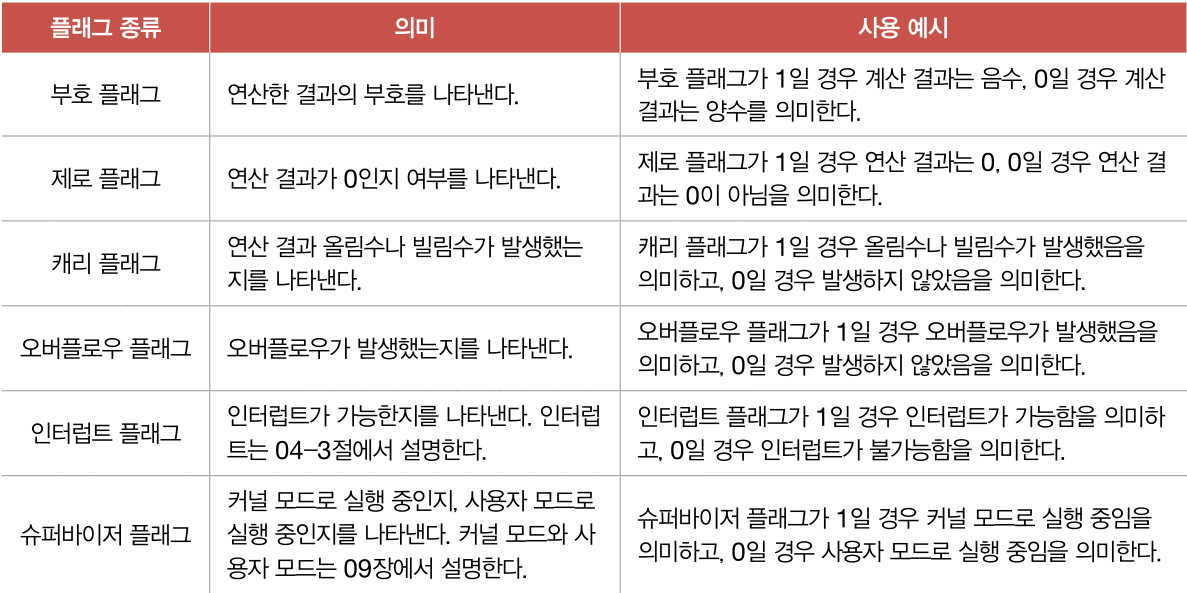 플래그 종류
의미
사용 예시
부호 플래그
연산한 결과의 부호를 나타낸다.
부호 플래그가 1일 경우 계산 결과는 음수, 0일 경우 계산
결과는 양수를 의미한다.
제로 플래그
연산 결과가 0인지 여부를 나타낸다.
제로 플래그가 1일 경우 연산 결과는 0, 0일 경우 연산 결
과는 0이 아님을 의미한다.
캐리 플래그
연산 결과 올림수나 빌림수가 발생했는
지를 나타낸다.
캐리 플래그가 1일 경우 올림수나 빌림수가 발생했음을
의미하고, 0일 경우 발생하지 않았음을 의미한다.
오버플로우 플래그
오버플로우가 발생했는지를 나타낸다.
오버플로우 플래그가 1일 경우 오버플로우가 발생했음을
의미하고, 0일 경우 발생하지 않았음을 의미한다.
인터럽트 플래그
인터럽트가 가능한지를 나타낸다. 인터럽
트는 04-3절에서 설명한다.
인터럽트 플래그가 1일 경우 인터럽트가 가능함을 의미하
고, 0일 경우 인터럽트가 불가능함을 의미한다.
슈퍼바이저 플래그
커널 모드로 실행 중인지, 사용자 모드로
실행 중인지를 나타낸다. 커널 모드와 사
용자 모드는 09장에서 설명한다.
슈퍼바이저 플래그가 1일 경우 커널 모드로 실행 중임을
의미하고, 0일 경우 사용자 모드로 실행 중임을 의미한다.